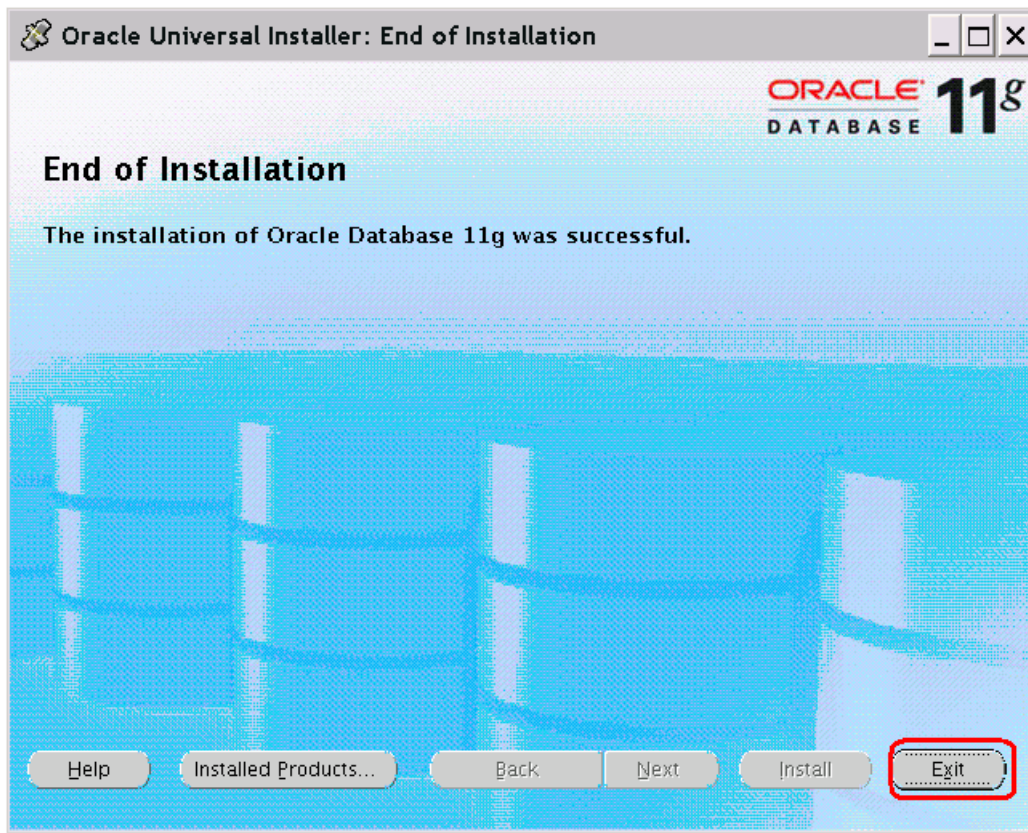 Oracle Universal Installer: End of Installation
ORACLE 11g
DATABASE
End of Installation
The installation of Oracle Database 11g was successful.
Help Installed Products... Back Next Install Exit